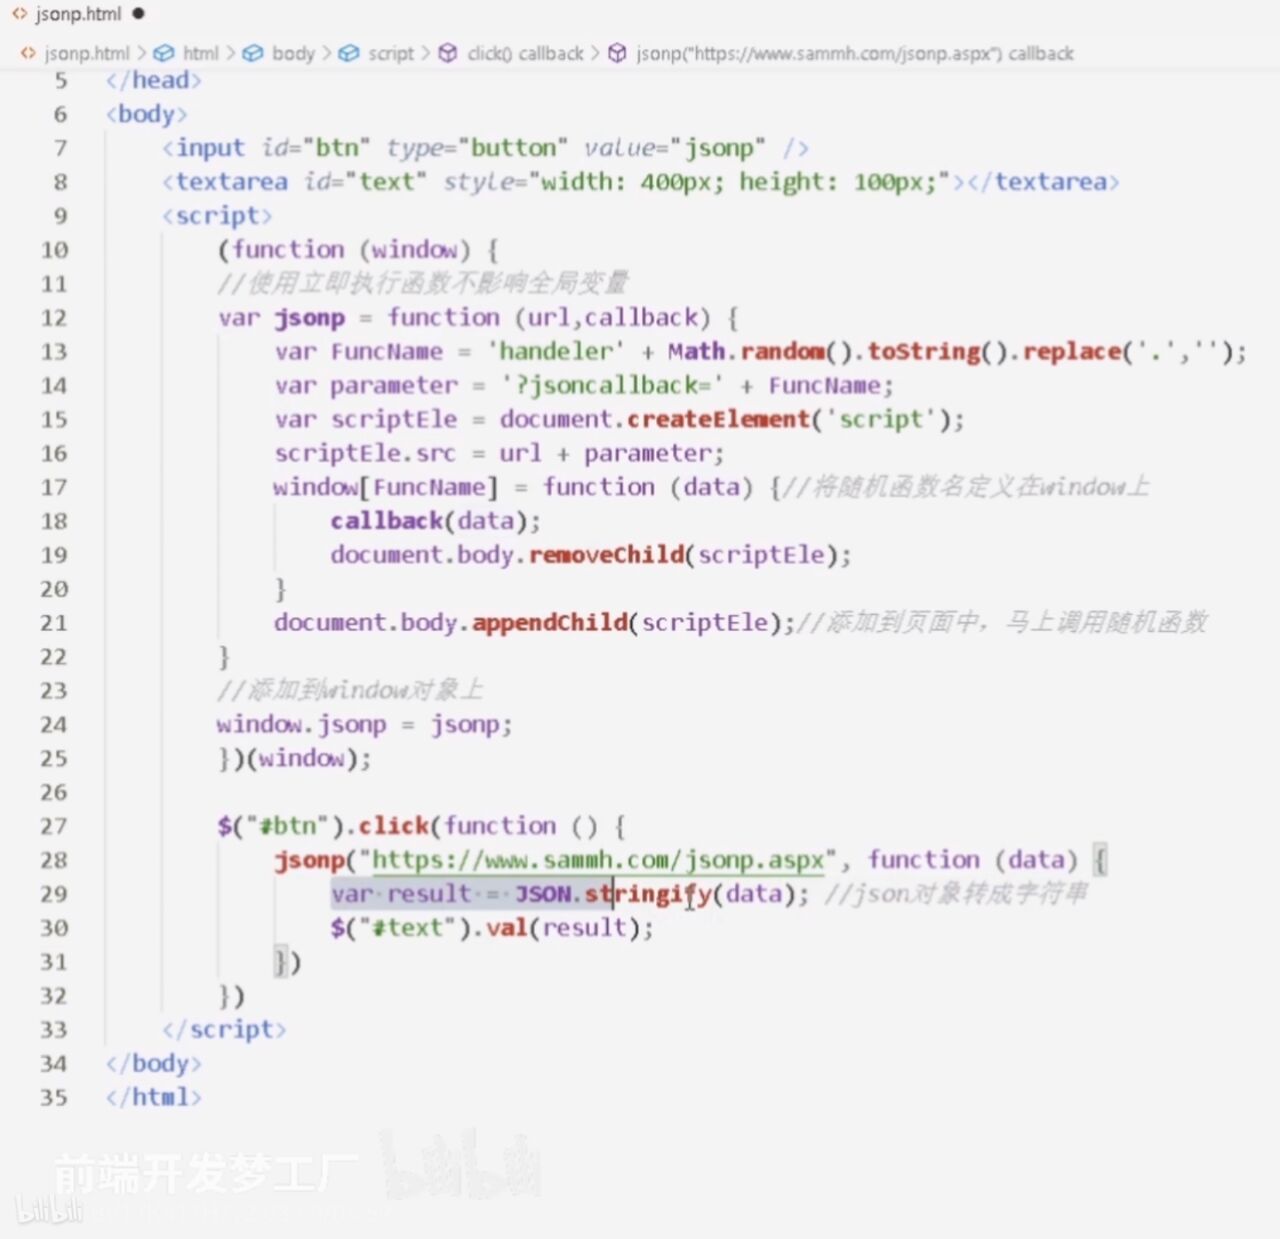 jsonp.html
jsonp.html > html > body > script > click() callback > jsonp("https://www.sammh.com/jsonp.aspx") callback
5 </head>
6 <body>
7 <input id="btn" type="button" value="jsonp" />
8 <textarea id="text" style="width: 400px; height: 100px;"></textarea>
9 <script>
10 (function (window) {
11 //使用立即执行函数不影响全局变量
12 var jsonp = function (url,callback) {
13 var FuncName = 'handeler' + Math.random().toString().replace('.','');
14 var parameter = '?jsoncallback=' + FuncName;
15 var scriptEle = document.createElement('script');
16 scriptEle.src = url + parameter;
17 window[FuncName] = function (data) {//将随机函数名定义在window上
18 callback(data);
19 document.body.removeChild(scriptEle);
20 }
21 document.body.appendChild(scriptEle);//添加到页面中，马上调用随机函数
22 }
23 //添加到window对象上
24 window.jsonp = jsonp;
25 })(window);
26
27 $("#btn").click(function () {
28 jsonp("https://www.sammh.com/jsonp.aspx", function (data) {
29 var result = JSON.stringify(data); //json对象转成字符串
30 $("#text").val(result);
31 })
32 })
33 </script>
34 </body>
35 </html>
前端开发梦工厂 bilibili
bilibili